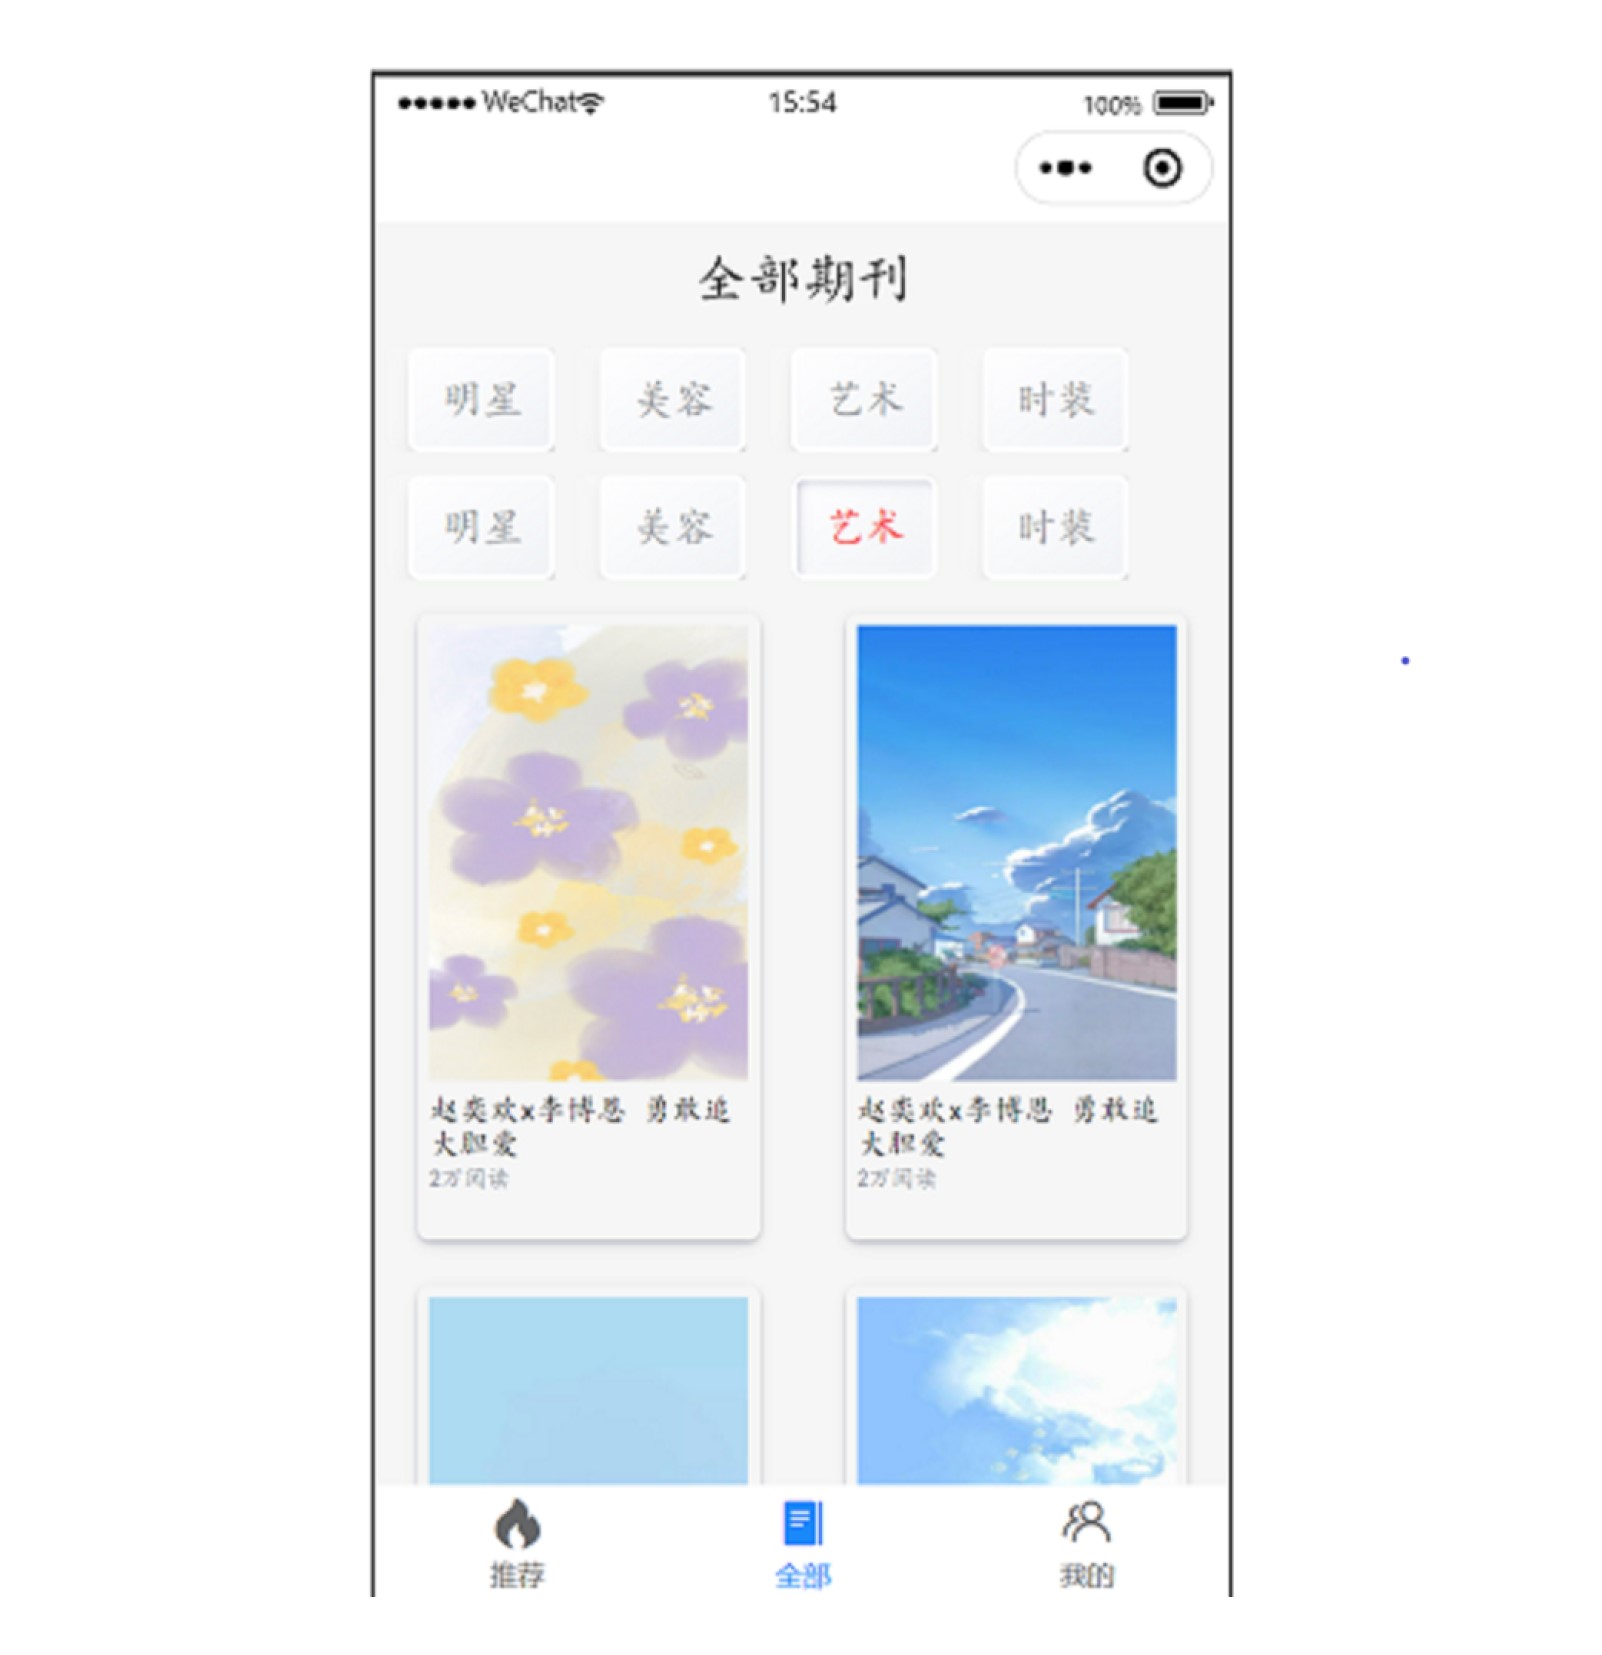 WeChat 15:54 100%
全部期刊
明星 美容 艺术 时装
明星 美容 艺术 时装
赵奕欢x李博恩 勇敢追
大胆爱
2万阅读
赵奕欢x李博恩 勇敢追
大胆爱
2万阅读
推荐 全部 我的